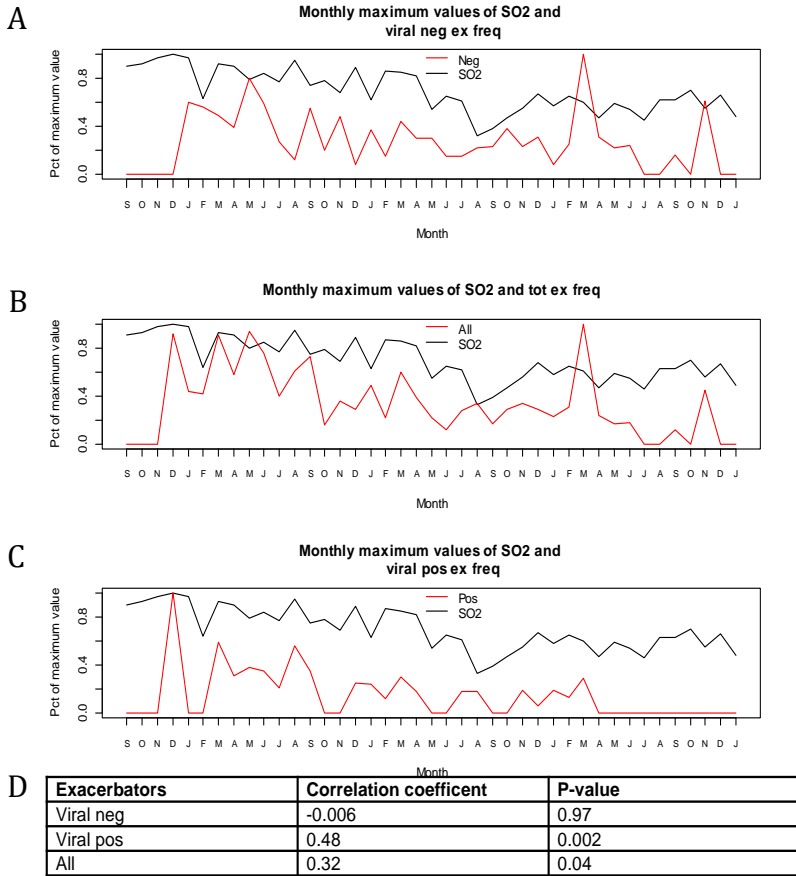 A
Monthly maximum values of SO2 and
viral neg ex freq
Neg
SO2
Pct of maximum value
0.8
0.4
0.0
S O N D J F M A M J J A S O N D J F M A M J J A S O N D J F M A M J J A S O N D J
Month
B
Monthly maximum values of SO2 and tot ex freq
All
SO2
Pct of maximum value
0.8
0.4
0.0
S O N D J F M A M J J A S O N D J F M A M J J A S O N D J F M A M J J A S O N D J
Month
C
Monthly maximum values of SO2 and
viral pos ex freq
Pos
SO2
Pct of maximum value
0.8
0.4
0.0
S O N D J F M A M J J A S O N D J F M A M J J A S O N D J F M A M J J A S O N D J
Month
D
Exacerbators Correlation coefficent P-value
Viral neg -0.006 0.97
Viral pos 0.48 0.002
All 0.32 0.04